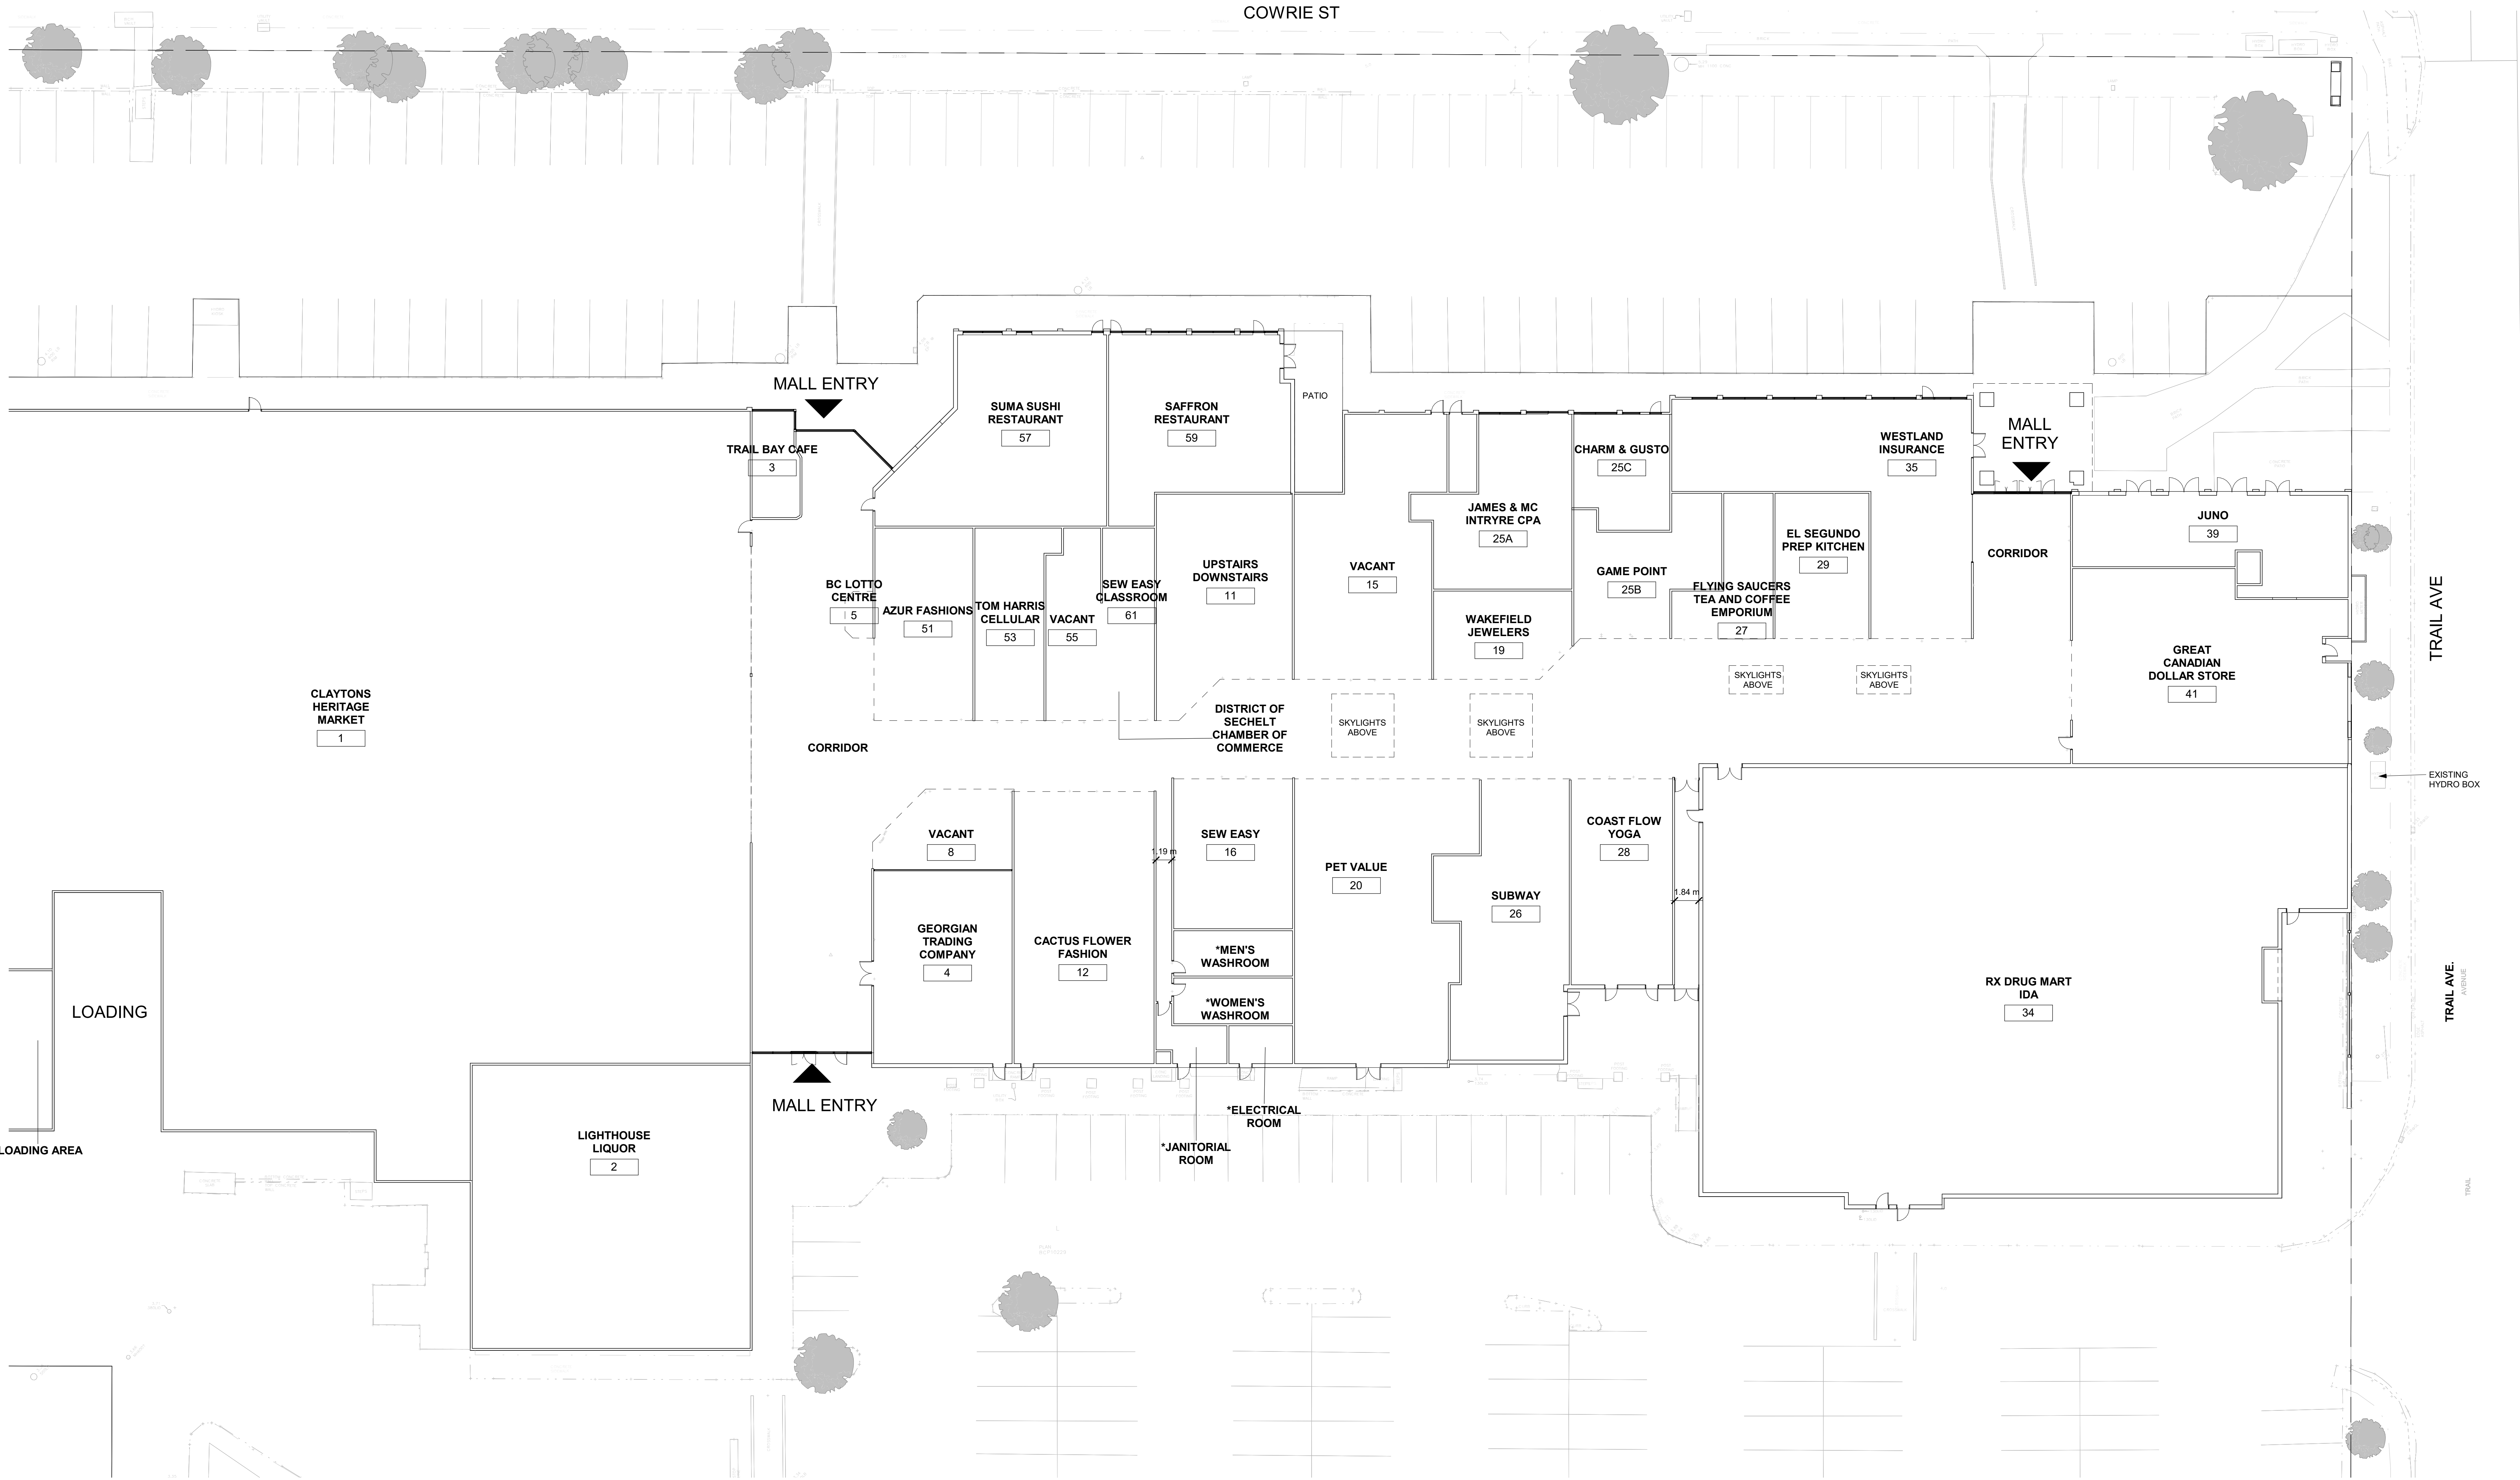 COWRIE ST
MALL ENTRY
SUMA SUSHI
RESTAURANT
57
SAFFRON
RESTAURANT
59
PATIO
TRAIL BAY CAFE
3
CHARM & GUSTO
25C
WESTLAND
INSURANCE
35
MALL
ENTRY
JAMES & MC
INTRYRE CPA
25A
JUNO
39
EL SEGUNDO
PREP KITCHEN
29
CORRIDOR
UPSTAIRS
DOWNSTAIRS
11
VACANT
15
GAME POINT
25B
FLYING SAUCERS
TEA AND COFFEE
EMPORIUM
27
BC LOTTO
CENTRE
5
AZUR FASHIONS
51
TOM HARRIS
CELLULAR
53
VACANT
55
SEW EASY
CLASSROOM
61
WAKEFIELD
JEWELERS
19
TRAIL AVE
GREAT
CANADIAN
DOLLAR STORE
41
SKYLIGHTS
ABOVE
SKYLIGHTS
ABOVE
CLAYTONS
HERITAGE
MARKET
1
DISTRICT OF
SECHELT
CHAMBER OF
COMMERCE
SKYLIGHTS
ABOVE
SKYLIGHTS
ABOVE
CORRIDOR
EXISTING
HYDRO BOX
VACANT
8
SEW EASY
16
1.19 m
COAST FLOW
YOGA
28
PET VALUE
20
SUBWAY
26
1.84 m
GEORGIAN
TRADING
COMPANY
4
CACTUS FLOWER
FASHION
12
*MEN'S
WASHROOM
*WOMEN'S
WASHROOM
RX DRUG MART
IDA
34
TRAIL AVE.
AVENUE
LOADING
MALL ENTRY
*ELECTRICAL
ROOM
*JANITORIAL
ROOM
LIGHTHOUSE
LIQUOR
2
LOADING AREA
TRAIL